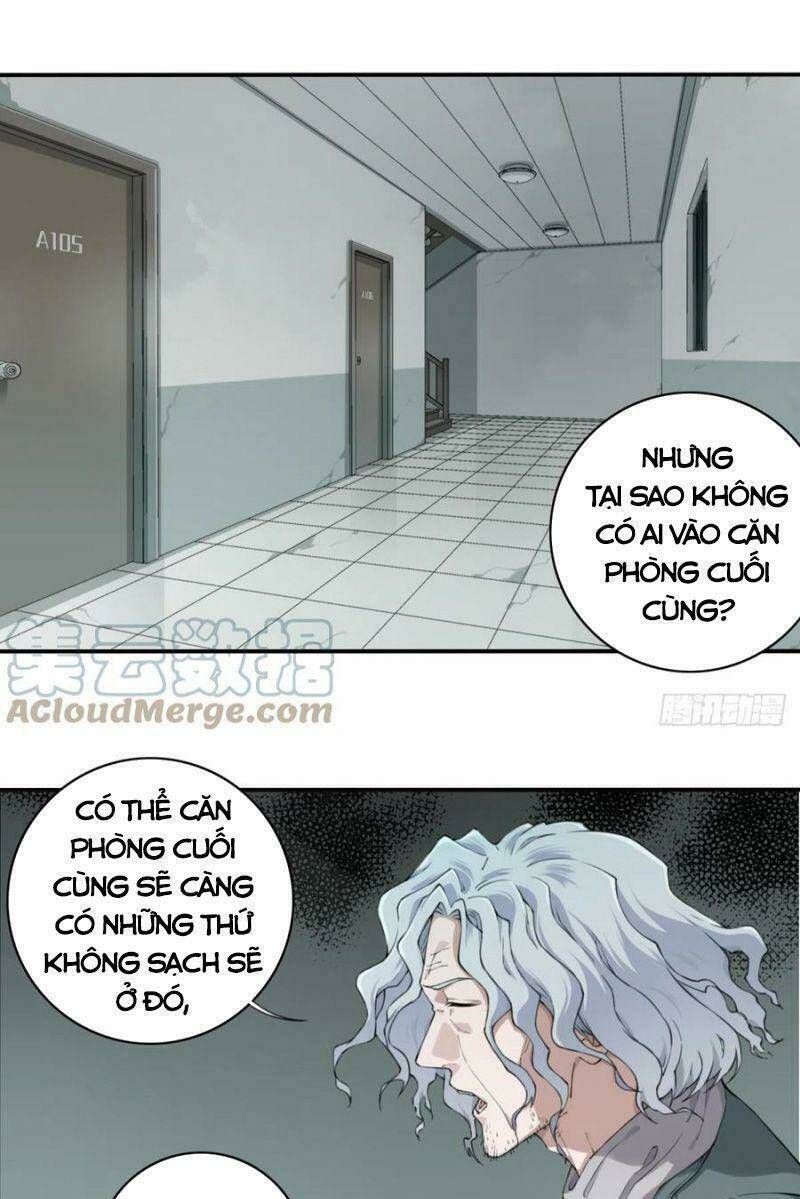 A105
A106
NHƯNG
TẠI SAO KHÔNG
CÓ AI VÀO CĂN
PHÒNG CUỐI
CÙNG?
集云数据
ACloudMerge.com
腾讯动漫
CÓ THỂ CĂN
PHÒNG CUỐI
CÙNG SẼ CÀNG
CÓ NHỮNG THỨ
KHÔNG SẠCH SẼ
Ở ĐÓ,